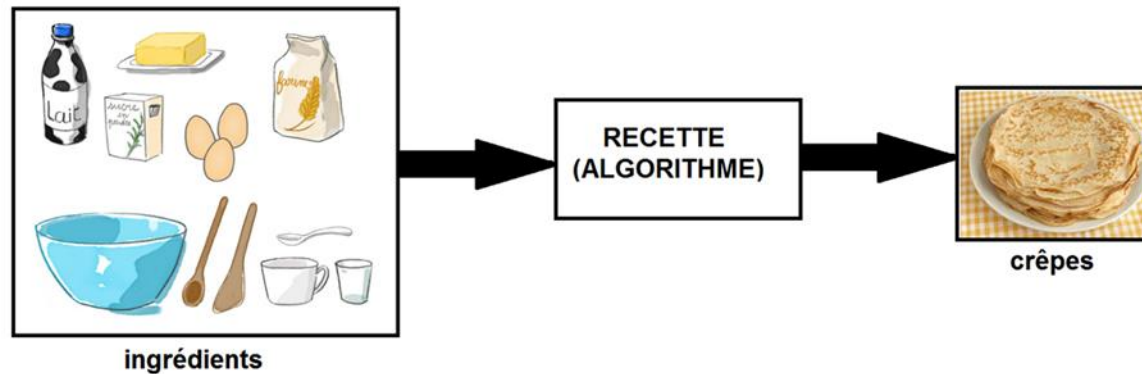 Lait
sucre
en
poudre
farine
RECETTE
(ALGORITHME)
crêpes
ingrédients